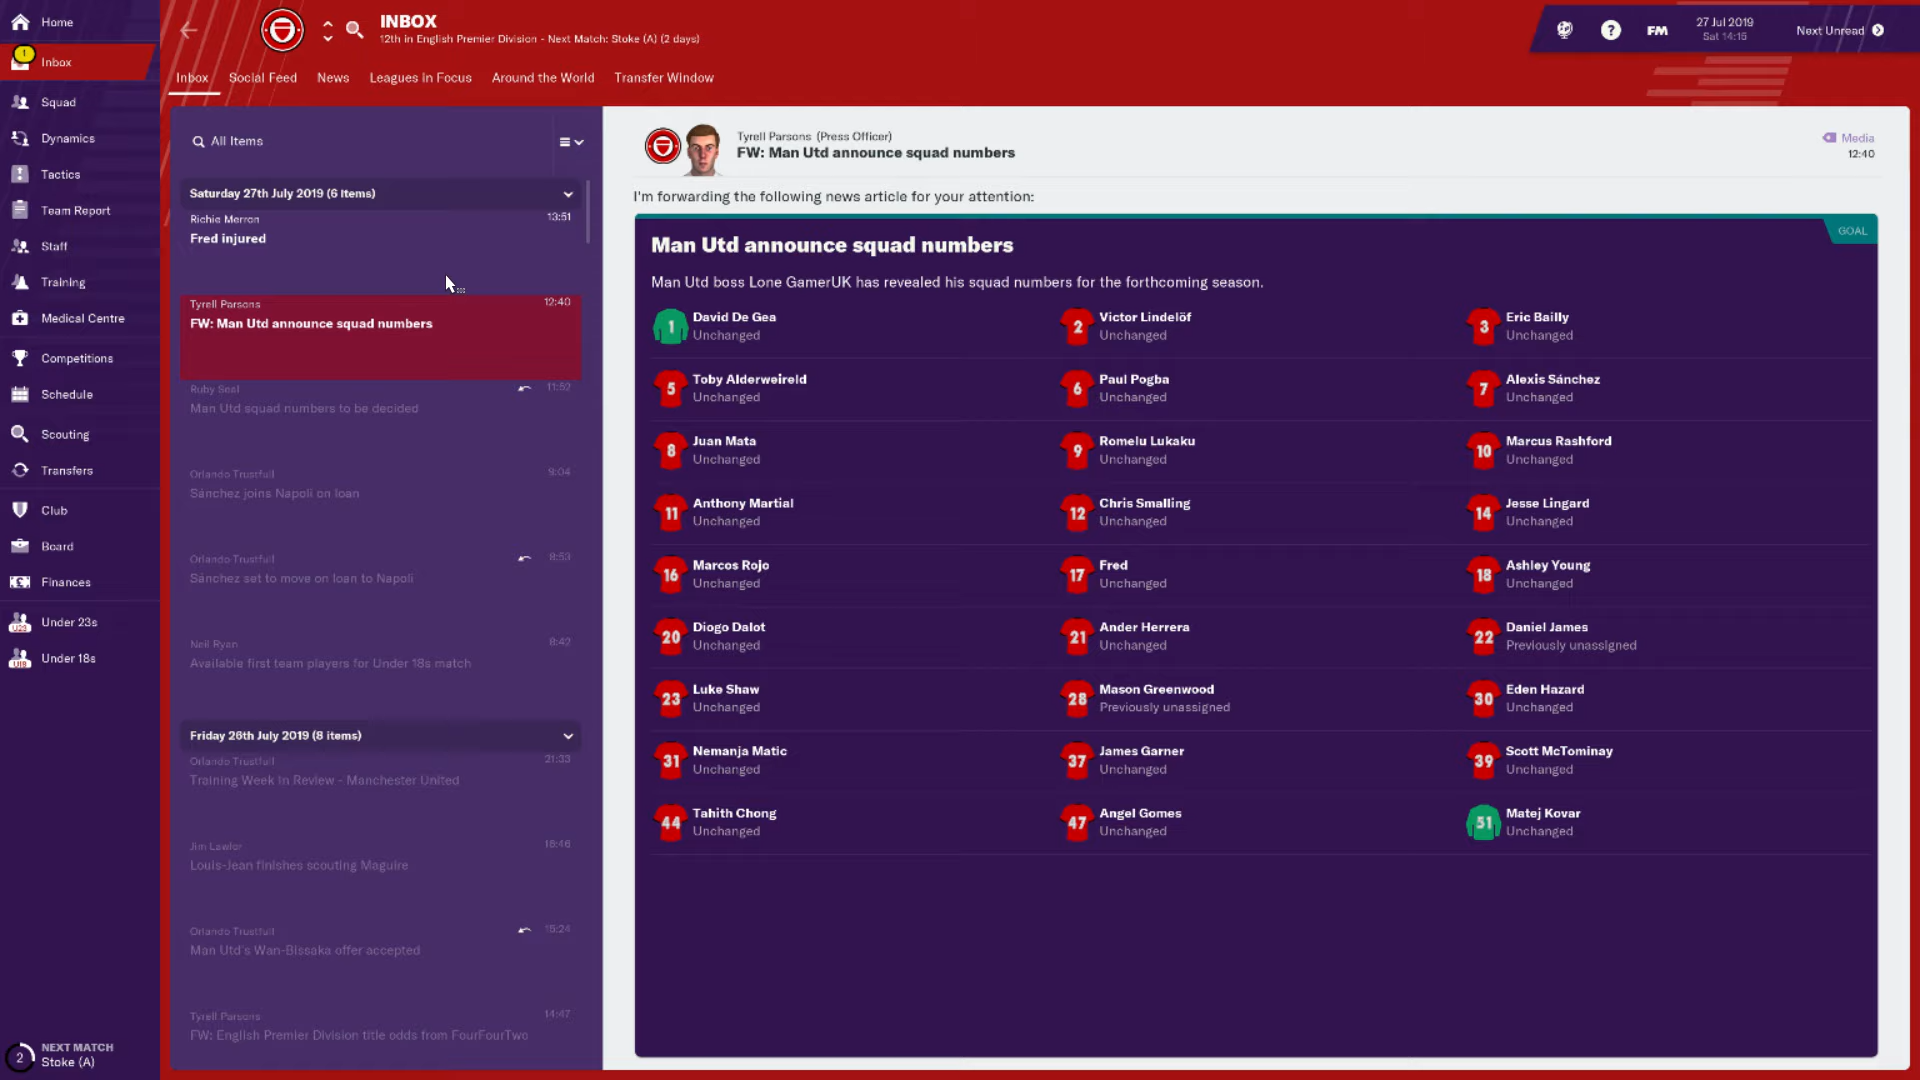 Home
1
Inbox
Squad
Dynamics
Tactics
Team Report
Staff
Training
Medical Centre
Competitions
Schedule
Scouting
Transfers
Club
Board
Finances
U23
Under 23s
U18
Under 18s
2
NEXT MATCH
Stoke (A)
INBOX
12th in English Premier Division - Next Match: Stoke (A) (2 days)
?
FM
27 Jul 2019
Sat 14:15
Next Unread
Inbox
Social Feed
News
Leagues In Focus
Around the World
Transfer Window
All Items
Saturday 27th July 2019 (6 items)
Richie Merron
13:51
Fred injured
Tyrell Parsons
12:40
FW: Man Utd announce squad numbers
Ruby Seal
11:52
Man Utd squad numbers to be decided
Orlando Trustfull
9:04
Sánchez joins Napoli on loan
Orlando Trustfull
8:53
Sánchez set to move on loan to Napoli
Neil Ryan
8:42
Available first team players for Under 18s match
Friday 26th July 2019 (8 items)
Orlando Trustfull
21:33
Training Week In Review - Manchester United
Jim Lawlor
16:46
Louis-Jean finishes scouting Maguire
Orlando Trustfull
15:24
Man Utd's Wan-Bissaka offer accepted
Tyrell Parsons
14:47
FW: English Premier Division title odds from FourFourTwo
Tyrell Parsons (Press Officer)
FW: Man Utd announce squad numbers
Media
12:40
I'm forwarding the following news article for your attention:
GOAL
Man Utd announce squad numbers
Man Utd boss Lone GamerUK has revealed his squad numbers for the forthcoming season.
1 David De Gea
Unchanged
2 Victor Lindelöf
Unchanged
3 Eric Bailly
Unchanged
5 Toby Alderweireld
Unchanged
6 Paul Pogba
Unchanged
7 Alexis Sánchez
Unchanged
8 Juan Mata
Unchanged
9 Romelu Lukaku
Unchanged
10 Marcus Rashford
Unchanged
11 Anthony Martial
Unchanged
12 Chris Smalling
Unchanged
14 Jesse Lingard
Unchanged
16 Marcos Rojo
Unchanged
17 Fred
Unchanged
18 Ashley Young
Unchanged
20 Diogo Dalot
Unchanged
21 Ander Herrera
Unchanged
22 Daniel James
Previously unassigned
23 Luke Shaw
Unchanged
28 Mason Greenwood
Previously unassigned
30 Eden Hazard
Unchanged
31 Nemanja Matic
Unchanged
37 James Garner
Unchanged
39 Scott McTominay
Unchanged
44 Tahith Chong
Unchanged
47 Angel Gomes
Unchanged
51 Matej Kovar
Unchanged